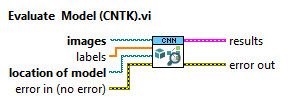 Evaluate Model (CNTK).vi
images
labels
location of model
error in (no error)
CNN
results
error out